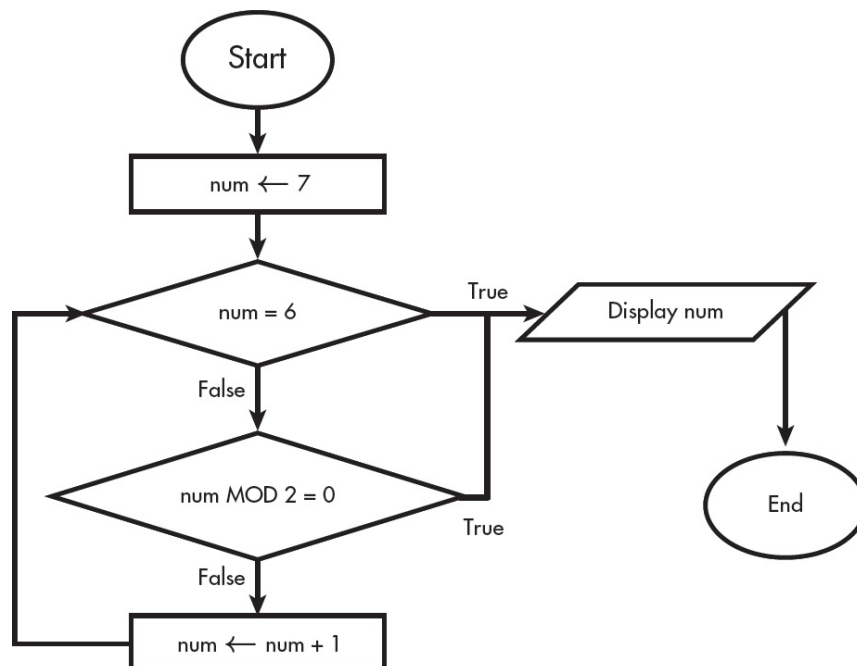 Start
num ← 7
num = 6
True
Display num
False
num MOD 2 = 0
True
End
False
num ← num + 1